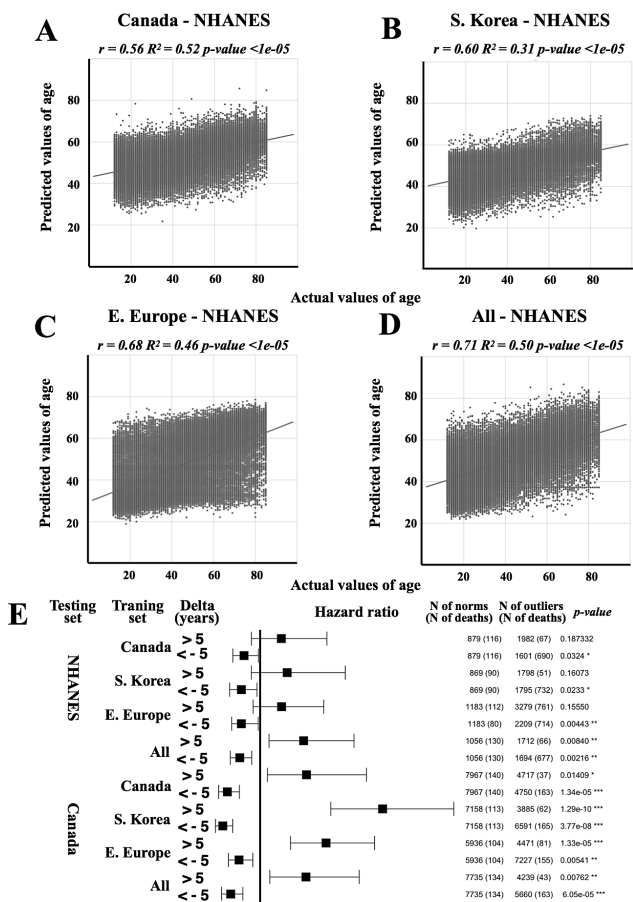 A
Canada - NHANES
r = 0.56 R² = 0.52 p-value <1e-05
Predicted values of age
80
60
40
20
20 40 60 80
B
S. Korea - NHANES
r = 0.60 R² = 0.31 p-value <1e-05
Predicted values of age
80
60
40
20
20 40 60 80
Actual values of age
C
E. Europe - NHANES
r = 0.68 R² = 0.46 p-value <1e-05
Predicted values of age
80
60
40
20
20 40 60 80
D
All - NHANES
r = 0.71 R² = 0.50 p-value <1e-05
Predicted values of age
80
60
40
20
20 40 60 80
Actual values of age
E
Testing set Traning set Delta (years) Hazard ratio N of norms (N of deaths) N of outliers (N of deaths) p-value
NHANES
Canada > 5 879 (116) 1982 (67) 0.187332
< - 5 879 (116) 1601 (690) 0.0324 *
S. Korea > 5 869 (90) 1798 (51) 0.16073
< - 5 869 (90) 1795 (732) 0.0233 *
E. Europe > 5 1183 (112) 3279 (761) 0.15550
< - 5 1183 (80) 2209 (714) 0.00443 **
All > 5 1056 (130) 1712 (66) 0.00840 **
< - 5 1056 (130) 1694 (677) 0.00216 **
Canada
Canada > 5 7967 (140) 4717 (37) 0.01409 *
< - 5 7967 (140) 4750 (163) 1.34e-05 ***
S. Korea > 5 7158 (113) 3885 (62) 1.29e-10 ***
< - 5 7158 (113) 6591 (165) 3.77e-08 ***
E. Europe > 5 5936 (104) 4471 (81) 1.33e-05 ***
< - 5 5936 (104) 7227 (155) 0.00541 **
All > 5 7735 (134) 4239 (43) 0.00762 **
< - 5 7735 (134) 5660 (163) 6.05e-05 ***